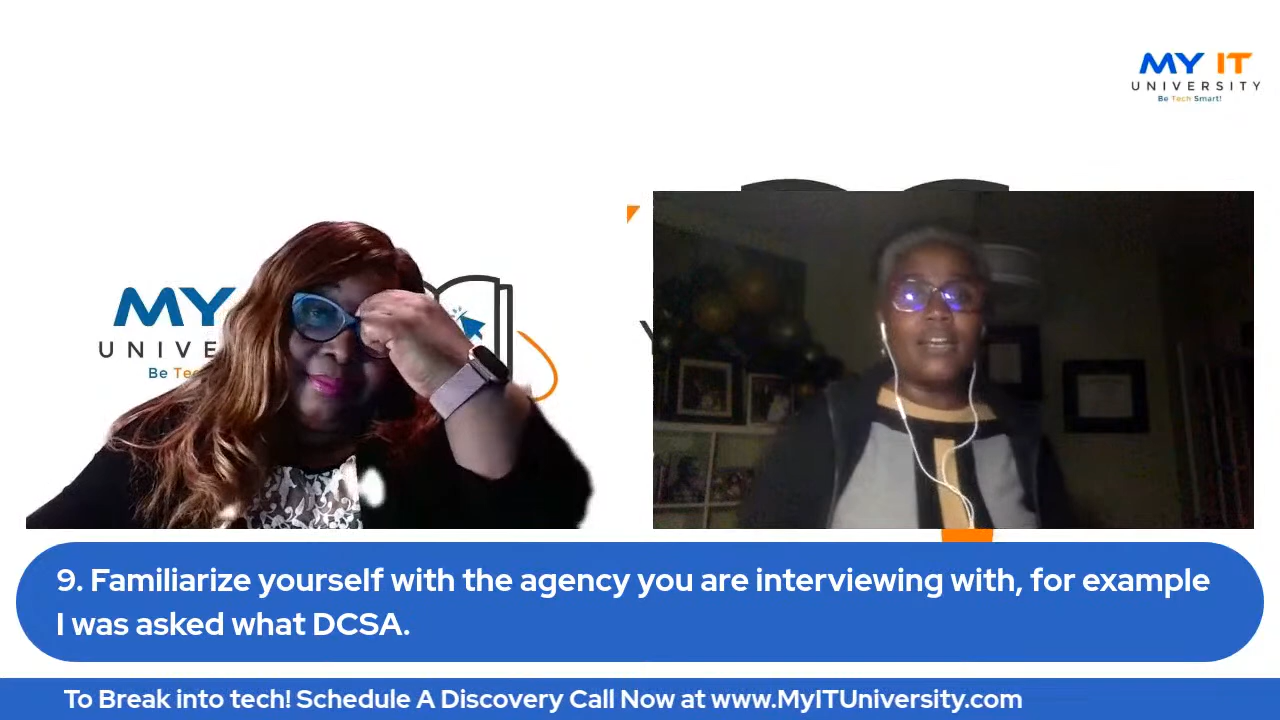 MY IT
UNIVERSITY
Be Tech Smart!
MY
UNIVE
Be Te
9. Familiarize yourself with the agency you are interviewing with, for example
I was asked what DCSA.
To Break into tech! Schedule A Discovery Call Now at www.MyITUniversity.com